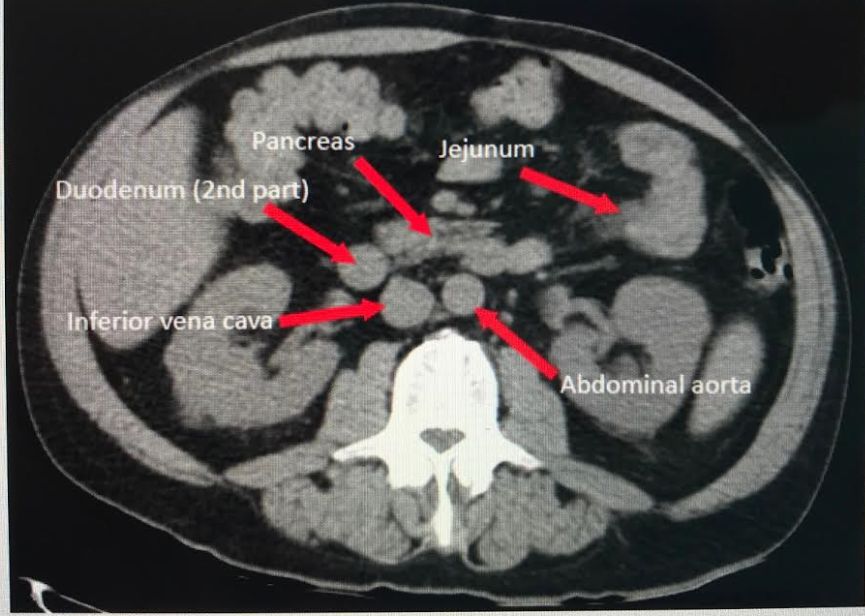 Pancreas
Jejunum
Duodenum (2nd part)
Inferior vena cava
Abdominal aorta